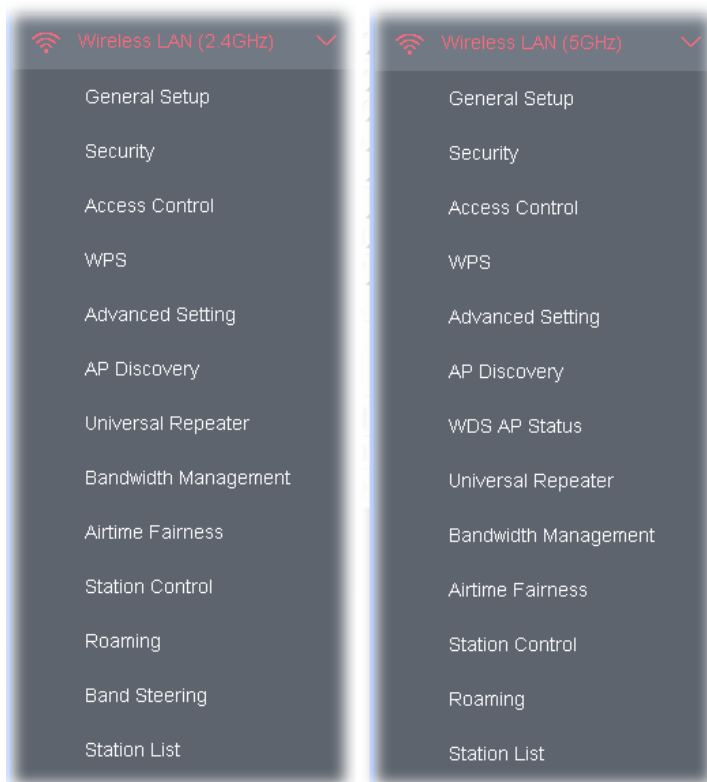 Wireless LAN (2.4GHz)
General Setup
Security
Access Control
WPS
Advanced Setting
AP Discovery
Universal Repeater
Bandwidth Management
Airtime Fairness
Station Control
Roaming
Band Steering
Station List
Wireless LAN (5GHz)
General Setup
Security
Access Control
WPS
Advanced Setting
AP Discovery
WDS AP Status
Universal Repeater
Bandwidth Management
Airtime Fairness
Station Control
Roaming
Station List